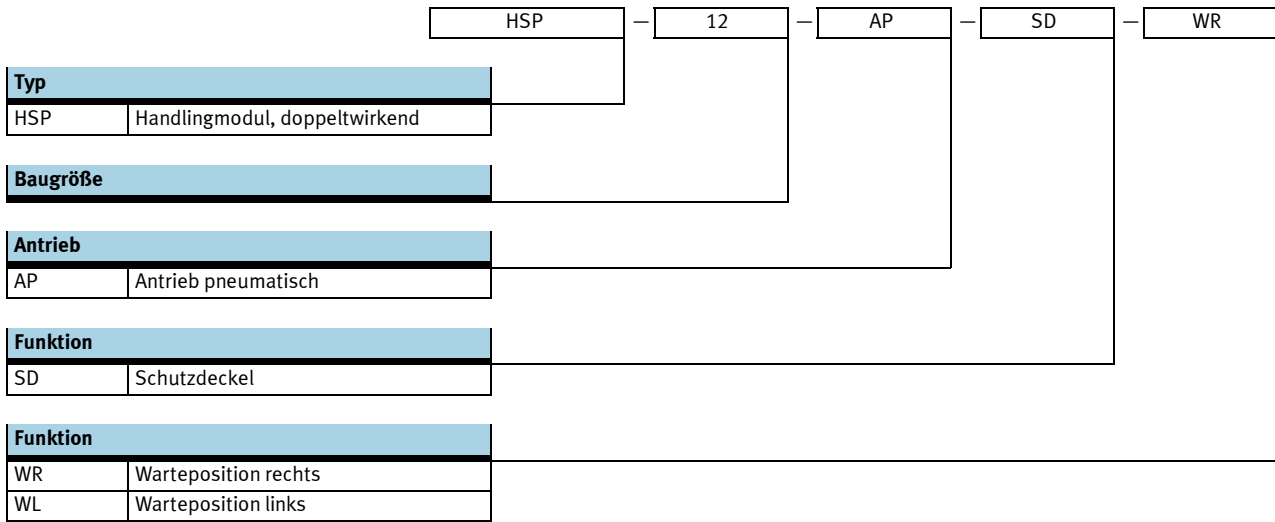 HSP — 12 — AP — SD — WR
Typ
HSP Handlingmodul, doppeltwirkend
Baugröße
Antrieb
AP Antrieb pneumatisch
Funktion
SD Schutzdeckel
Funktion
WR Warteposition rechts
WL Warteposition links